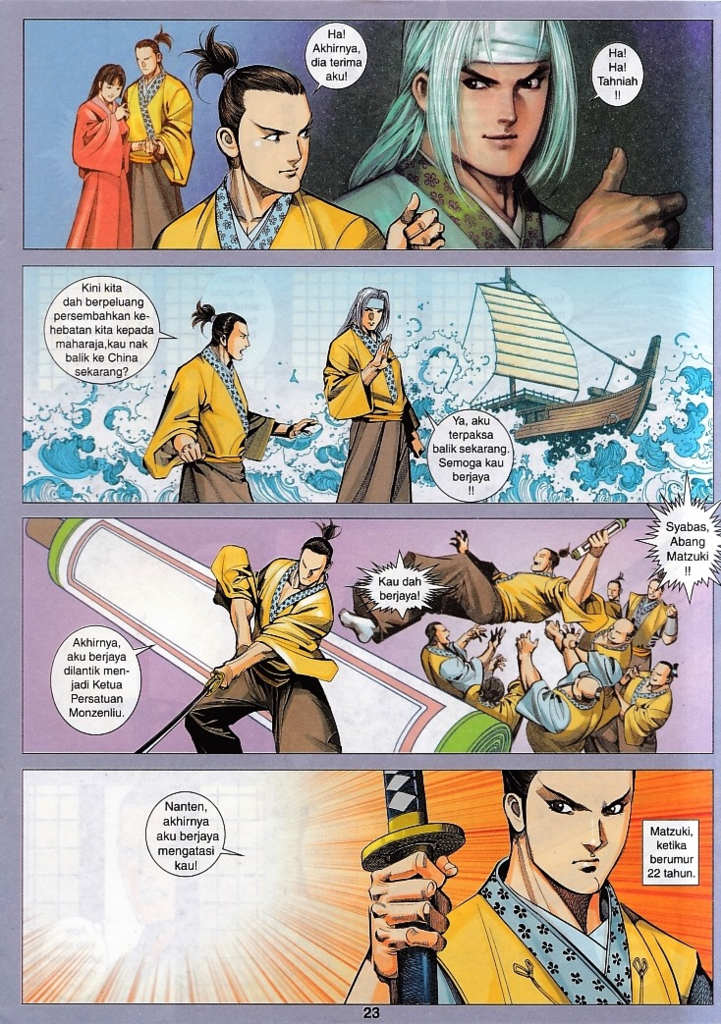 Ha!
Akhirnya,
dia terima
aku!
Ha!
Ha!
Tahniah
!!
Kini kita
dah berpeluang
persembahkan ke-
hebatan kita kepada
maharaja,kau nak
balik ke China
sekarang?
Ya, aku
terpaksa
balik sekarang.
Semoga kau
berjaya
!!
Akhirnya,
aku berjaya
dilantik men-
jadi Ketua
Persatuan
Monzenliu.
Kau dah
berjaya!
Syabas,
Abang
Matzuki
!!
Nanten,
akhirnya
aku berjaya
mengatasi
kau!
Matzuki,
ketika
berumur
22 tahun.
23